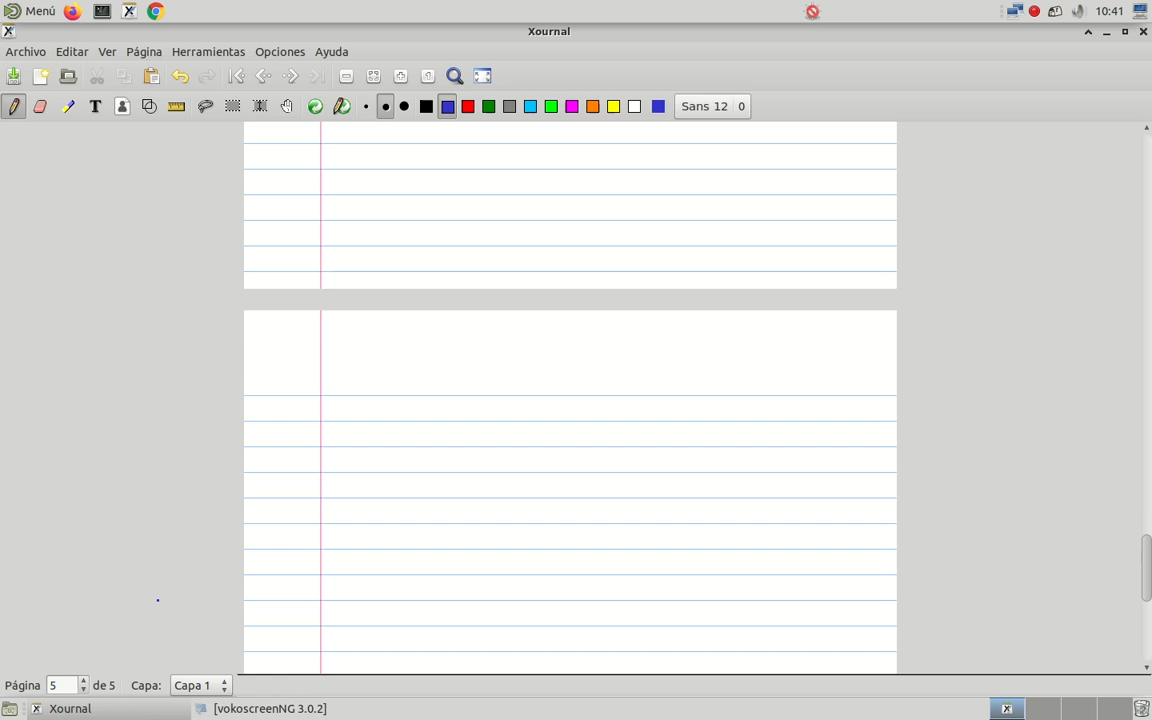 Menú 10:41
Xournal
Archivo Editar Ver Página Herramientas Opciones Ayuda
T Sans 12 0
Página 5 de 5 Capa: Capa 1
Xournal [vokoscreenNG 3.0.2]